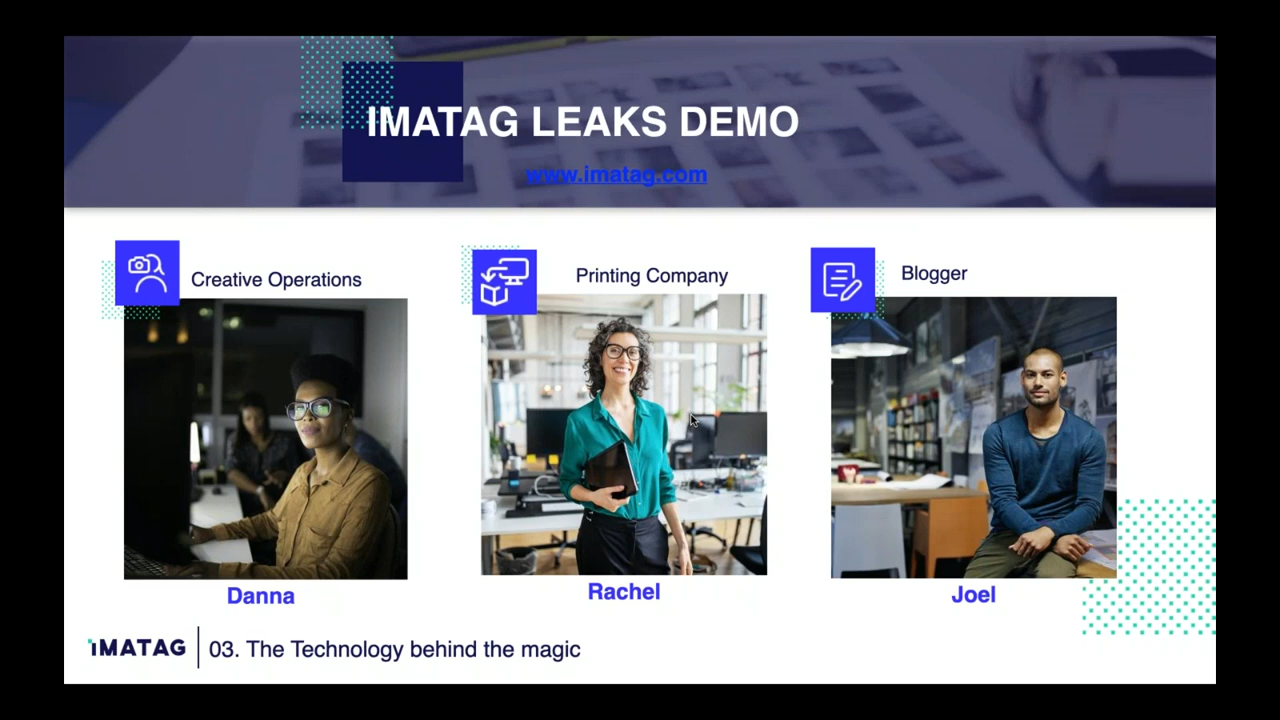 IMATAG LEAKS DEMO
www.imatag.com
Creative Operations
Printing Company
Blogger
Danna
Rachel
Joel
IMATAG
03. The Technology behind the magic